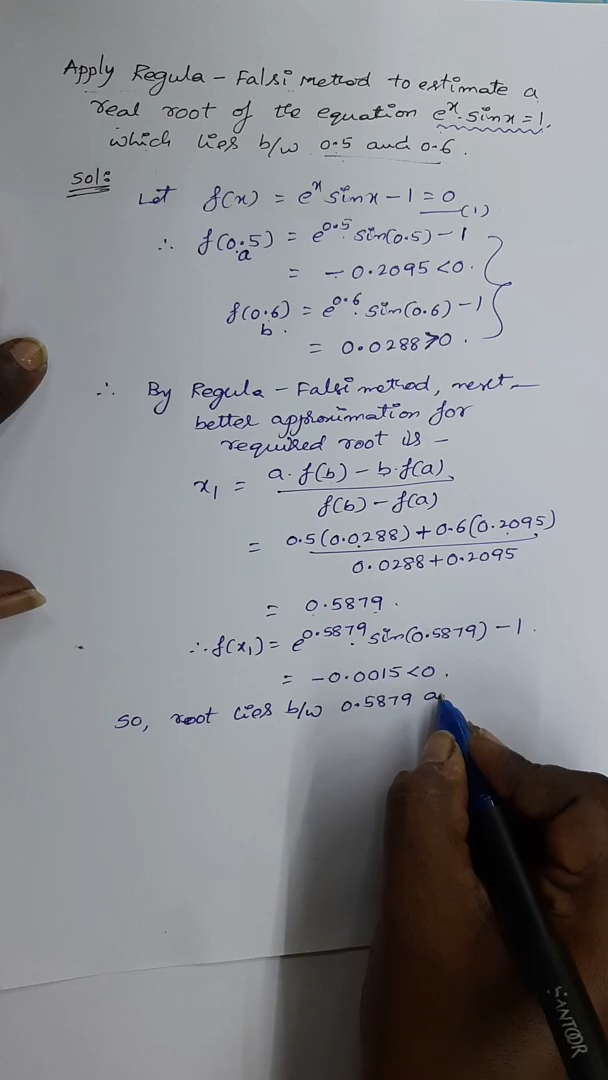 Apply Regula - Falsi method to estimate a
real root of the equation e^x. sinx = 1.
which lies b/w 0.5 and 0.6.
Sol:
Let f(x) = e^x sinx - 1 = 0 —(1)
∴ f(0.5) = e^0.5 sin(0.5) - 1
a
= - 0.2095 < 0.
f(0.6) = e^0.6. sin(0.6) - 1
b.
= 0.0288 > 0.
∴ By Regula - Falsi method, next
better approximation for
required root is -
x₁ = a. f(b) - b. f(a) / f(b) - f(a)
= 0.5(0.0288) + 0.6(0.2095) / 0.0288 + 0.2095
= 0.5879.
∴ f(x₁) = e^0.5879. sin(0.5879) - 1.
= -0.0015 < 0.
So, root lies b/w 0.5879 a
SANTOOR